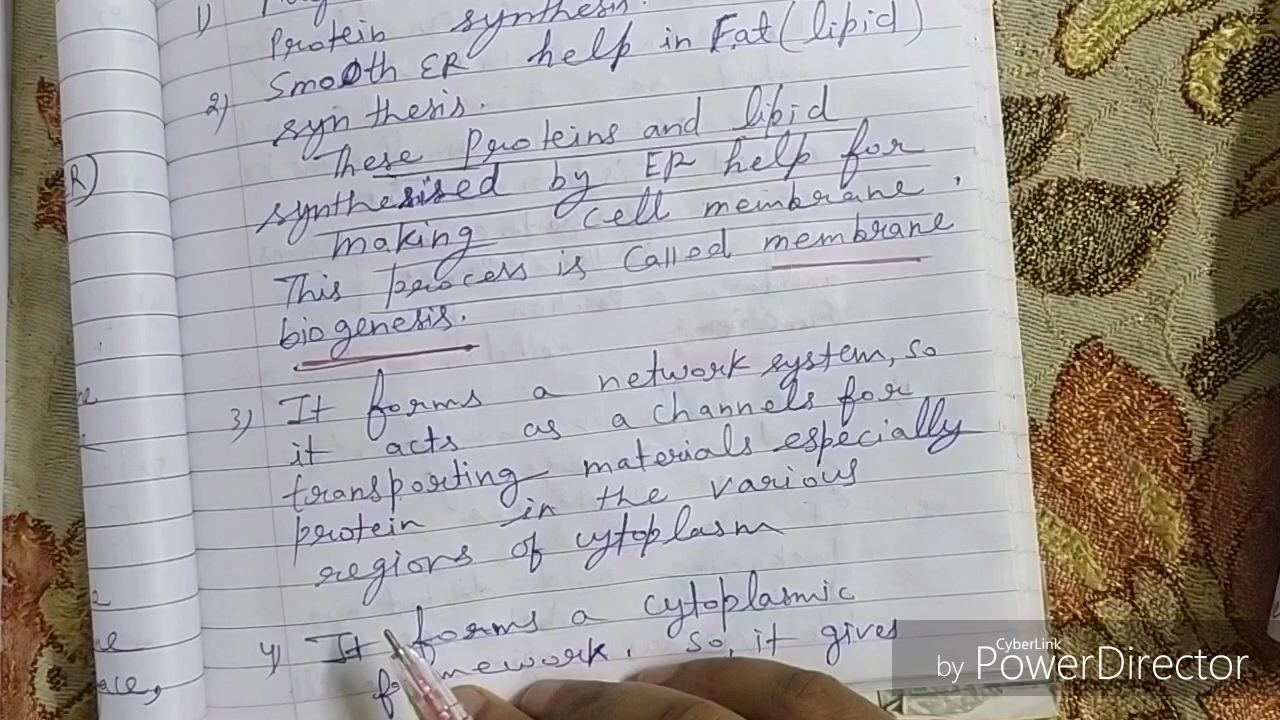 1)
Protein synthesis.
2) Smooth ER help in Fat (lipid)
synthesis.
These proteins and lipid
R) synthesised by ER help for
making cell membrane.
This process is called membrane
biogenesis.
3) It forms a network system, so
it acts as a channels for
transporting materials especially
protein in the various
regions of cytoplasm
4) It forms a cytoplasmic
so, it gives
ace,
CyberLink
by PowerDirector